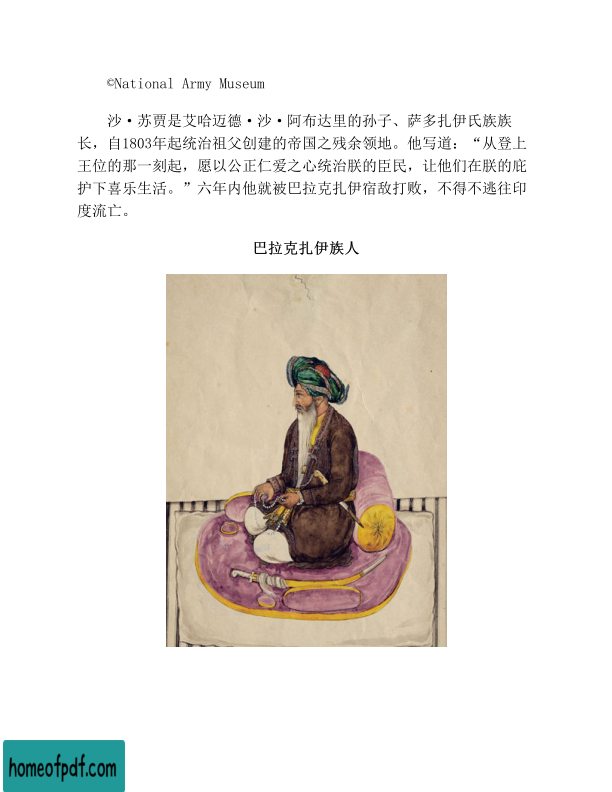 ©National Army Museum
沙·苏贾是艾哈迈德·沙·阿布达里的孙子、萨多扎伊氏族族
长，自1803年起统治祖父创建的帝国之残余领地。他写道：“从登上
王位的那一刻起，愿以公正仁爱之心统治朕的臣民，让他们在朕的庇
护下喜乐生活。”六年内他就被巴拉克扎伊宿敌打败，不得不逃往印
度流亡。
巴拉克扎伊族人
homeofpdf.com